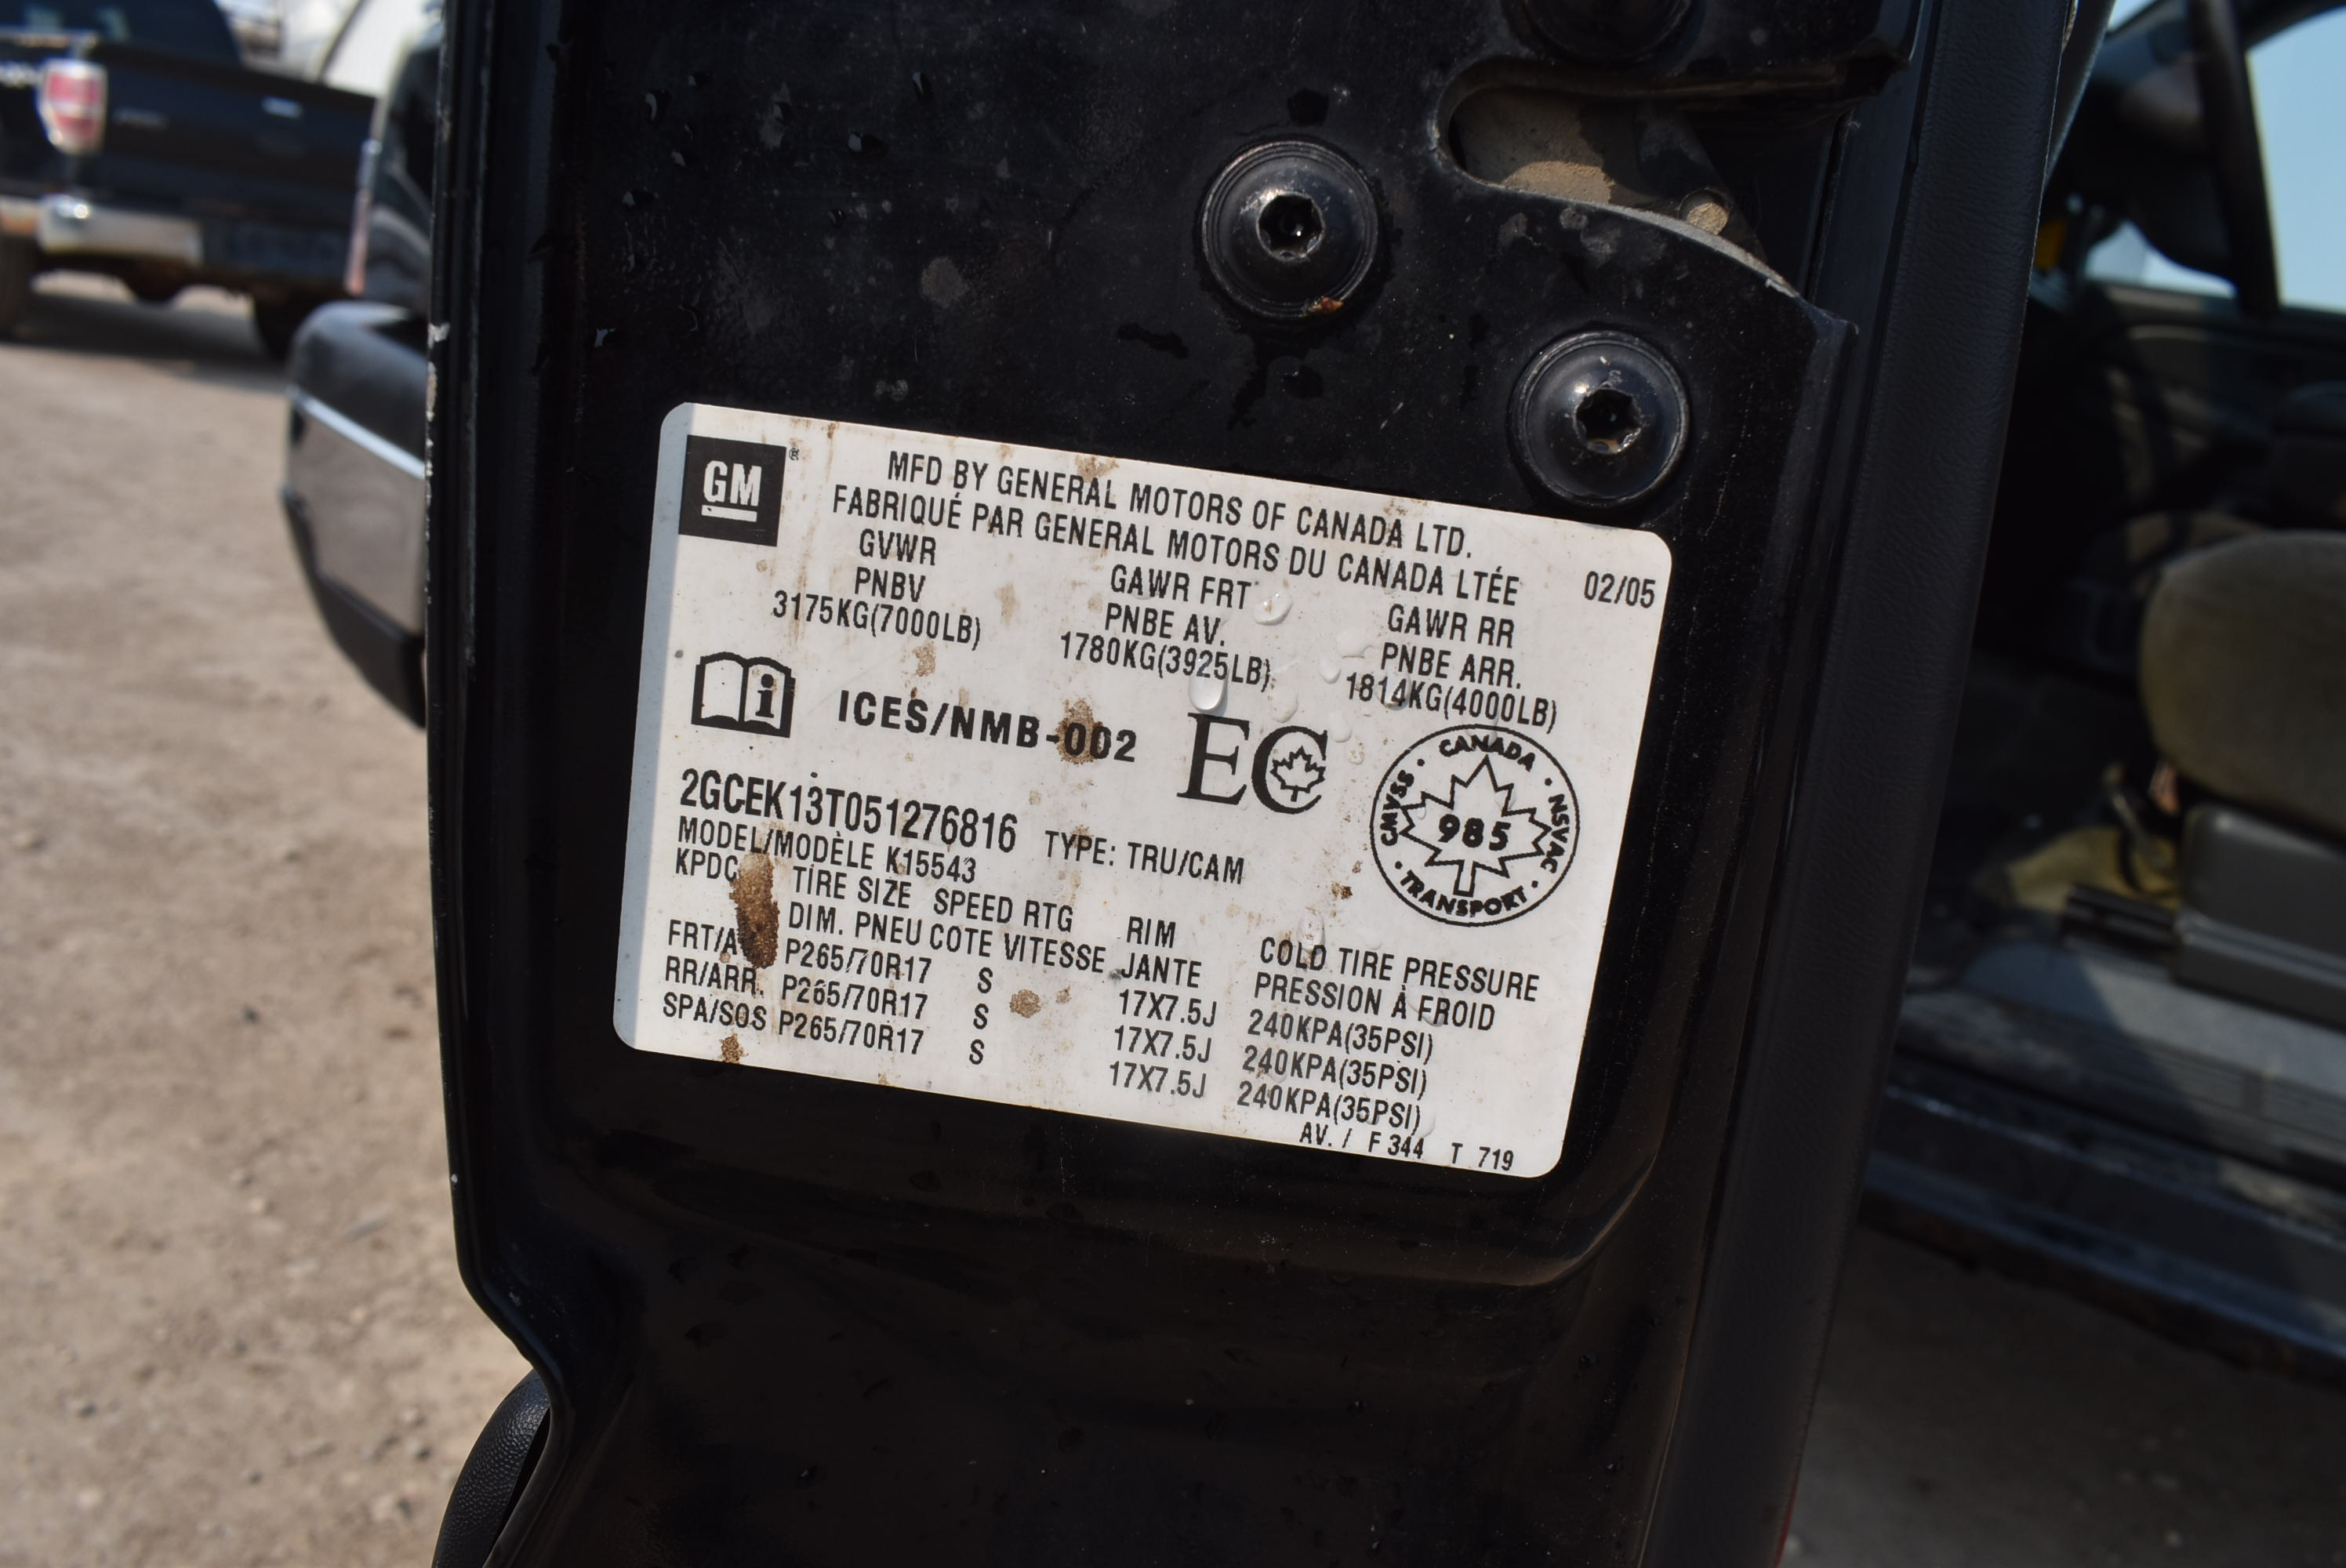 GM ®
MFD BY GENERAL MOTORS OF CANADA LTD.
FABRIQUÉ PAR GENERAL MOTORS DU CANADA LTÉE 02/05
GVWR GAWR FRT GAWR RR
PNBV PNBE AV. PNBE ARR.
3175KG(7000LB) 1780KG(3925LB) 1814KG(4000LB)
i ICES/NMB-002 EC
CANADA · NSVAC · TRANSPORT · CMVSS ·
985
2GCEK13T051276816 TYPE: TRU/CAM
MODEL/MODÈLE K15543
KPDC TIRE SIZE SPEED RTG RIM COLD TIRE PRESSURE
DIM. PNEU COTE VITESSE JANTE PRESSION À FROID
FRT/A P265/70R17 S 17X7.5J 240KPA(35PSI)
RR/ARR. P265/70R17 S 17X7.5J 240KPA(35PSI)
SPA/SOS P265/70R17 S 17X7.5J 240KPA(35PSI)
AV. / F 344 T 719